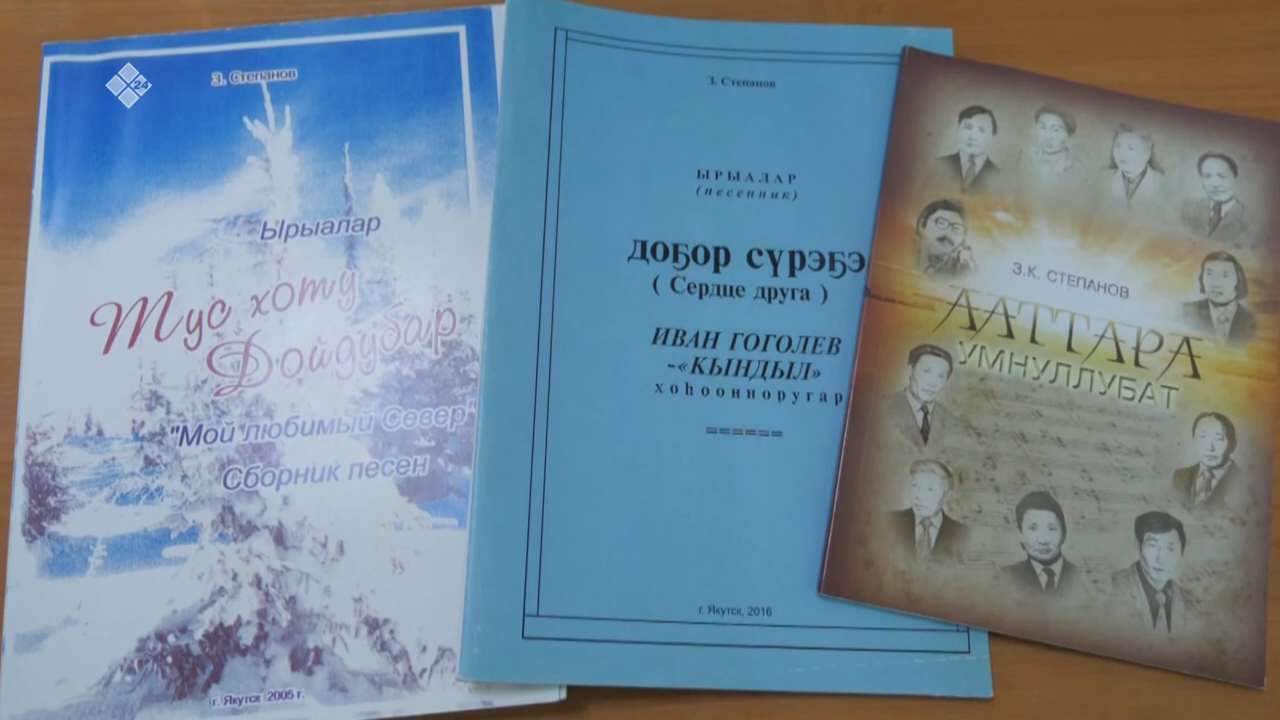 Х24
З. Степанов
Ырыалар
Тус хоту
Дойдубар
"Мой любимый Север"
Сборник песен
г. Якутск 2005 г.
З. Степанов
ЫРЫАЛАР
(песенник)
ДОҔОР СҮРЭҔЭ
( Сердце друга )
ИВАН ГОГОЛЕВ
-«КЫНДЫЛ»
хоһоонноругар
======
г. Якутск, 2016
З.К. СТЕПАНОВ
ААТТАРА
УМНУЛЛУБАТ